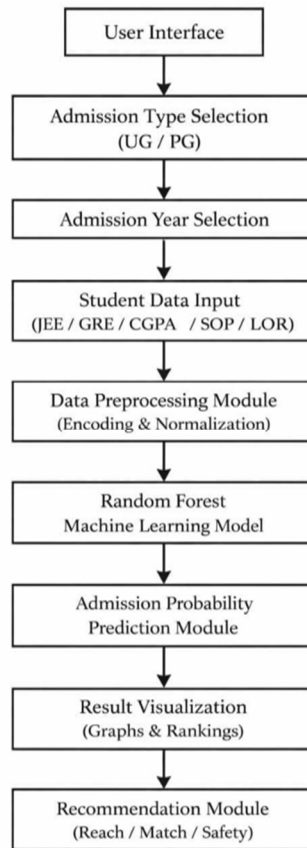 User Interface
Admission Type Selection
(UG / PG)
Admission Year Selection
Student Data Input
(JEE / GRE / CGPA / SOP / LOR)
Data Preprocessing Module
(Encoding & Normalization)
Random Forest
Machine Learning Model
Admission Probability
Prediction Module
Result Visualization
(Graphs & Rankings)
Recommendation Module
(Reach / Match / Safety)